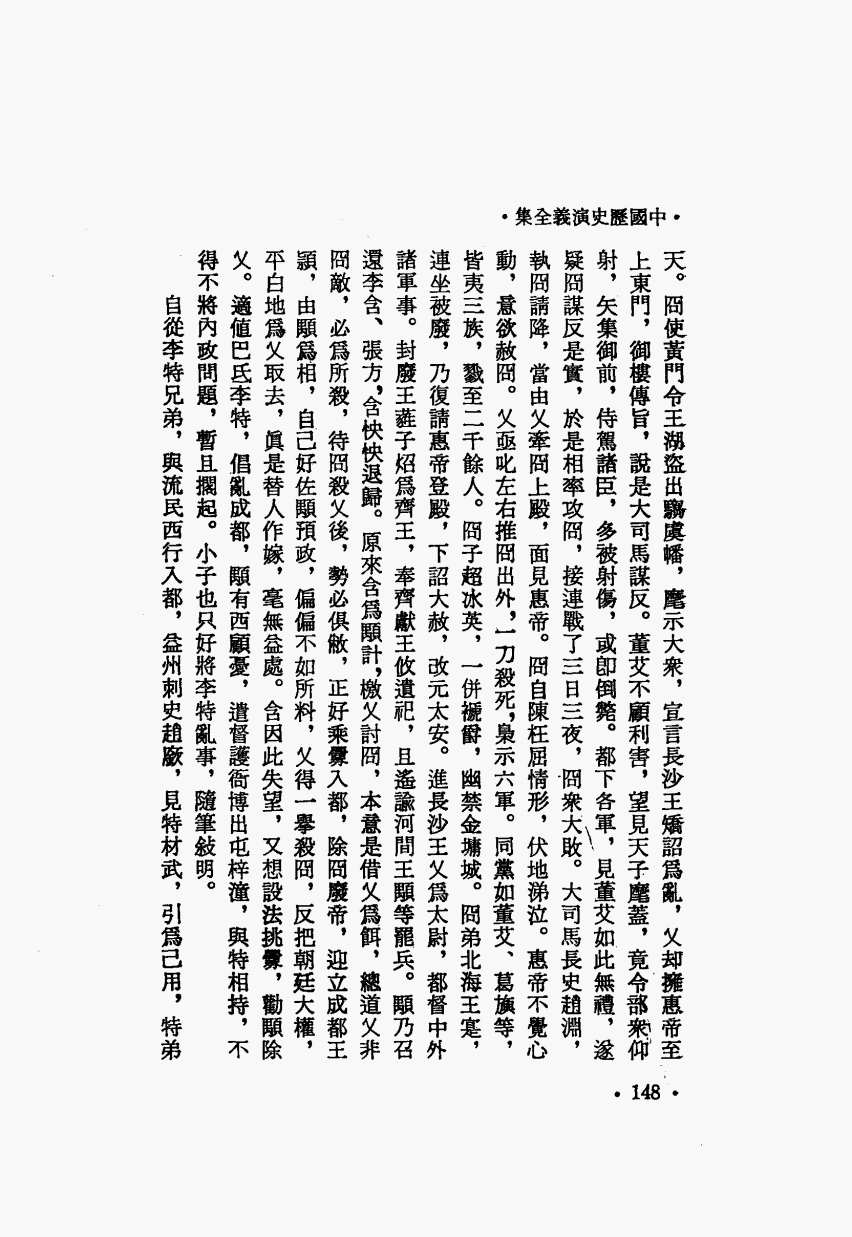 ·中國歷史演義全集·
天。冏使黃門令王湖盜出騶虞幡，麾示大衆，宣言長沙王矯詔爲亂，乂却擁惠帝至
上東門，御樓傳旨，說是大司馬謀反。董艾不顧利害，望見天子麾蓋，竟令部衆仰
射，矢集御前，侍駕諸臣，多被射傷，或卽倒斃。都下各軍，見董艾如此無禮，遂
疑冏謀反是實，於是相率攻冏，接連戰了三日三夜，冏衆大敗。大司馬長史趙淵，
執冏請降，當由乂牽冏上殿，面見惠帝。冏自陳枉屈情形，伏地涕泣。惠帝不覺心
動，意欲赦冏。乂亟叱左右推冏出外，一刀殺死，梟示六軍。同黨如董艾、葛旟等，
皆夷三族，戮至二千餘人。冏子超冰英，一併褫爵，幽禁金墉城。冏弟北海王寔，
連坐被廢，乃復請惠帝登殿，下詔大赦，改元太安。進長沙王乂爲太尉，都督中外
諸軍事。封廢王蕤子炤爲齊王，奉齊獻王攸遺祀，且遙諭河間王顒等罷兵。顒乃召
還李含、張方，含怏怏退歸。原來含爲顒計，檄乂討冏，本意是借乂爲餌，總道乂非
冏敵，必爲所殺，待冏殺乂後，勢必俱敝，正好乘釁入都，除冏廢帝，迎立成都王
穎，由顒爲相，自己好佐顒預政，偏偏不如所料，乂得一舉殺冏，反把朝廷大權，
平白地爲乂取去，眞是替人作嫁，毫無益處。含因此失望，又想設法挑釁，勸顒除
乂。適値巴氐李特，倡亂成都，顒有西顧憂，遣督護衙博出屯梓潼，與特相持，不
得不將內政問題，暫且擱起。小子也只好將李特亂事，隨筆敍明。
自從李特兄弟，與流民西行入都，益州刺史趙廞，見特材武，引爲己用，特弟
·148·